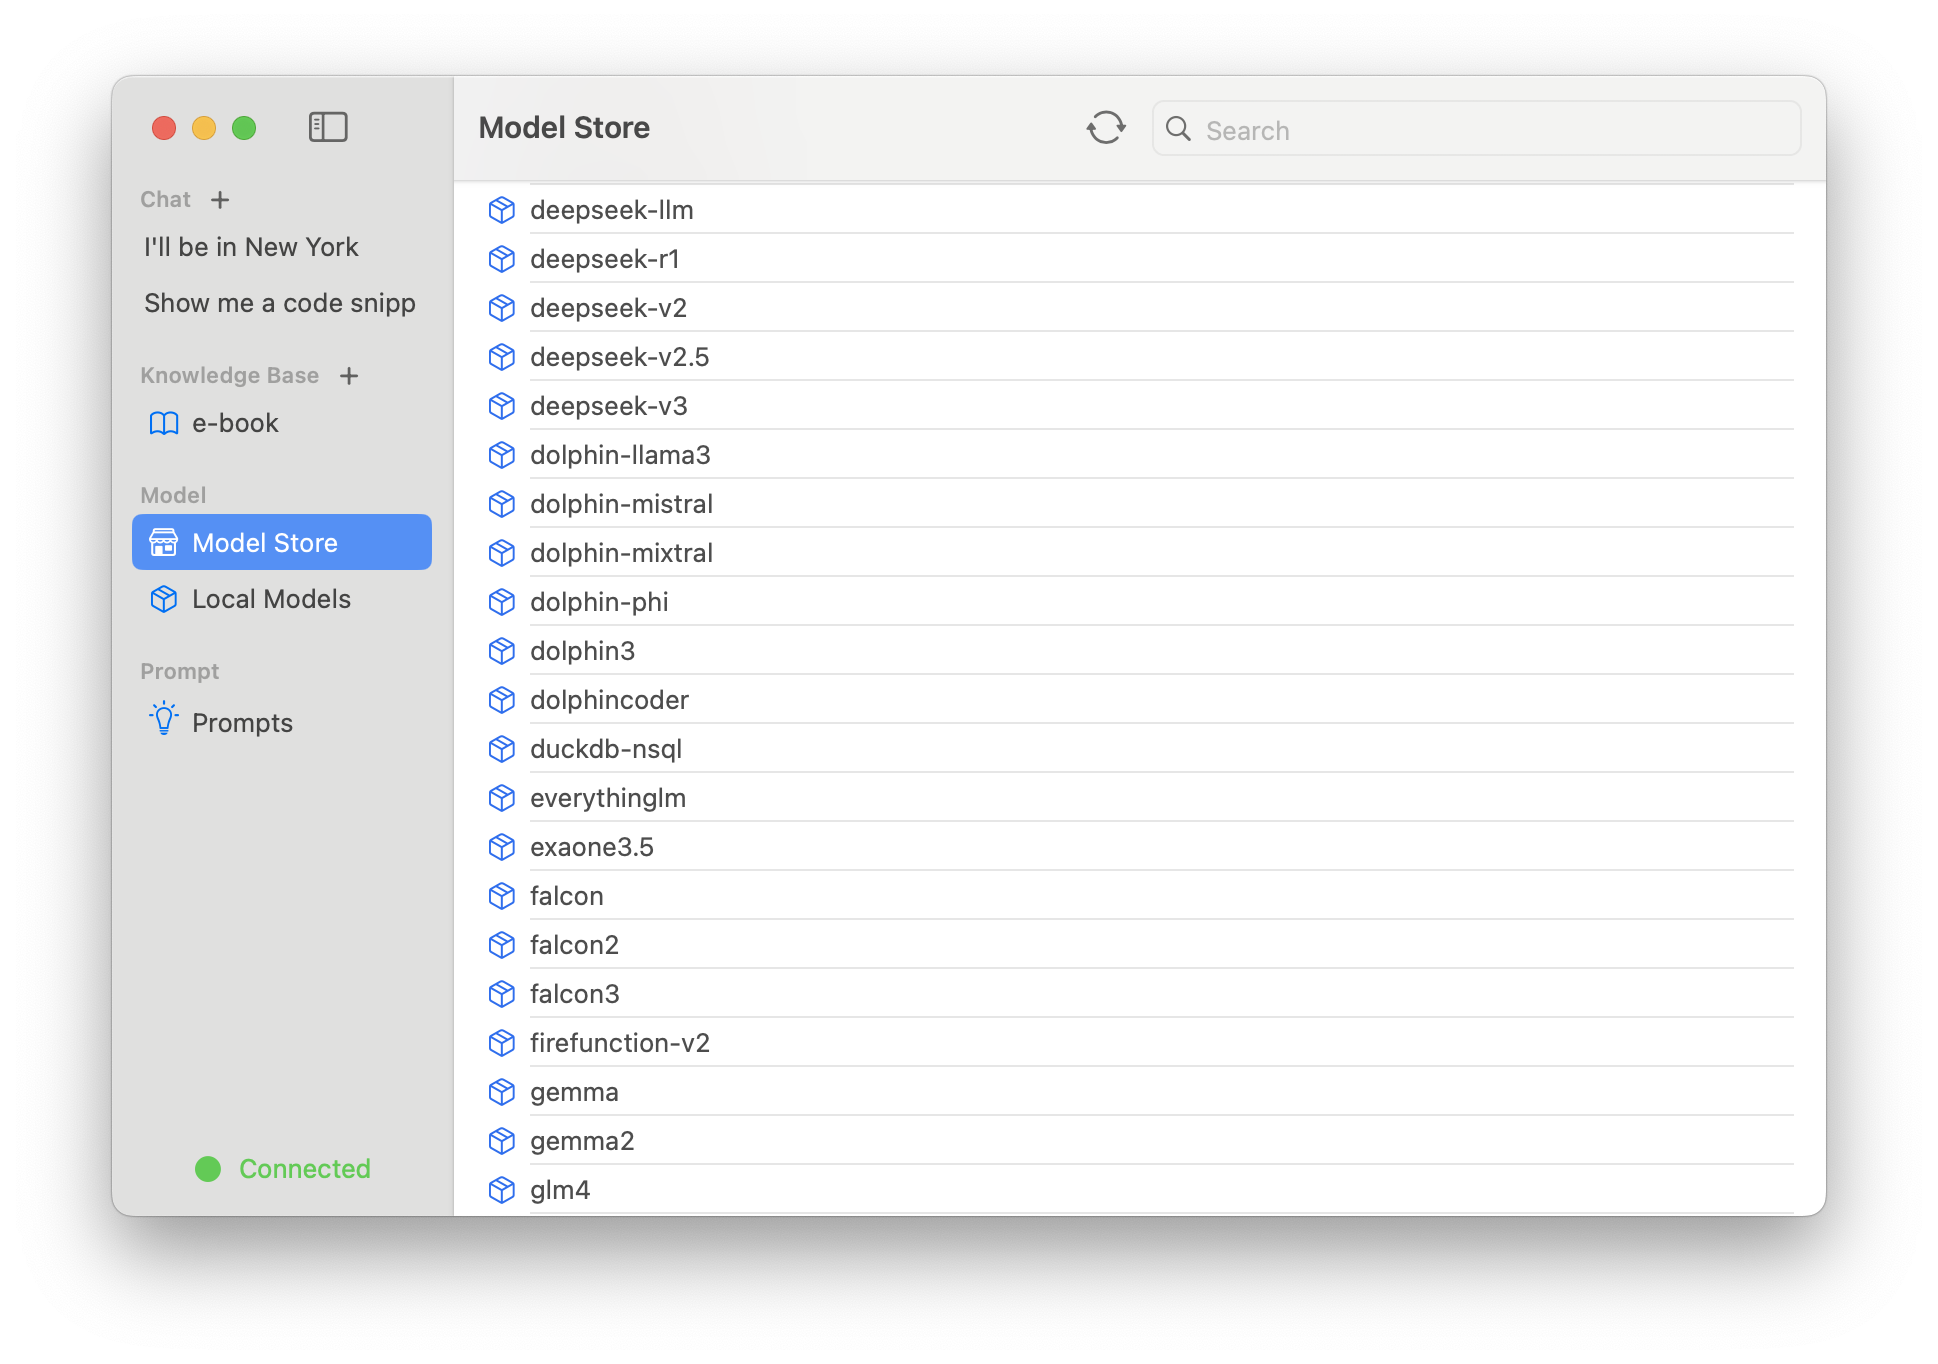 Chat +
I'll be in New York
Show me a code snipp
Knowledge Base +
e-book
Model
Model Store
Local Models
Prompt
Prompts
Connected
Model Store
Search
deepseek-llm
deepseek-r1
deepseek-v2
deepseek-v2.5
deepseek-v3
dolphin-llama3
dolphin-mistral
dolphin-mixtral
dolphin-phi
dolphin3
dolphincoder
duckdb-nsql
everythinglm
exaone3.5
falcon
falcon2
falcon3
firefunction-v2
gemma
gemma2
glm4